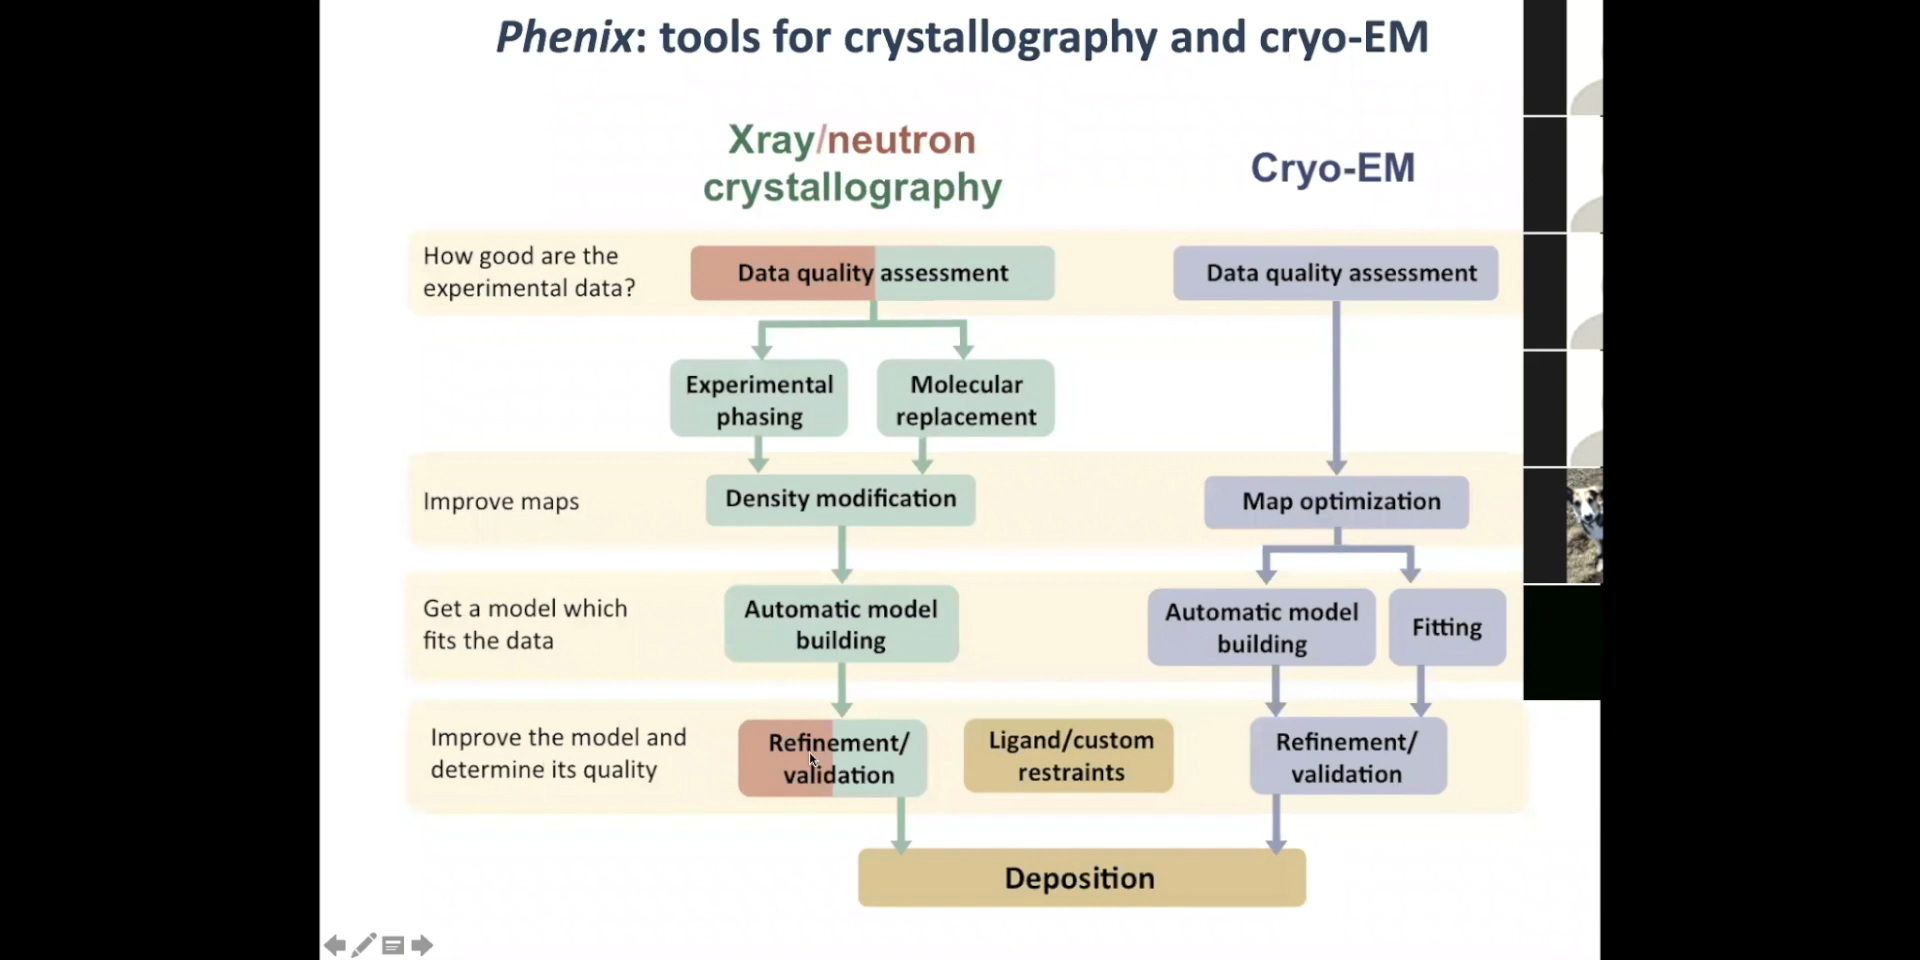 Phenix: tools for crystallography and cryo-EM
Xray/neutron
crystallography
Cryo-EM
How good are the
experimental data?
Data quality assessment
Data quality assessment
Experimental
phasing
Molecular
replacement
Improve maps
Density modification
Map optimization
Get a model which
fits the data
Automatic model
building
Automatic model
building
Fitting
Improve the model and
determine its quality
Refinement/
validation
Ligand/custom
restraints
Refinement/
validation
Deposition